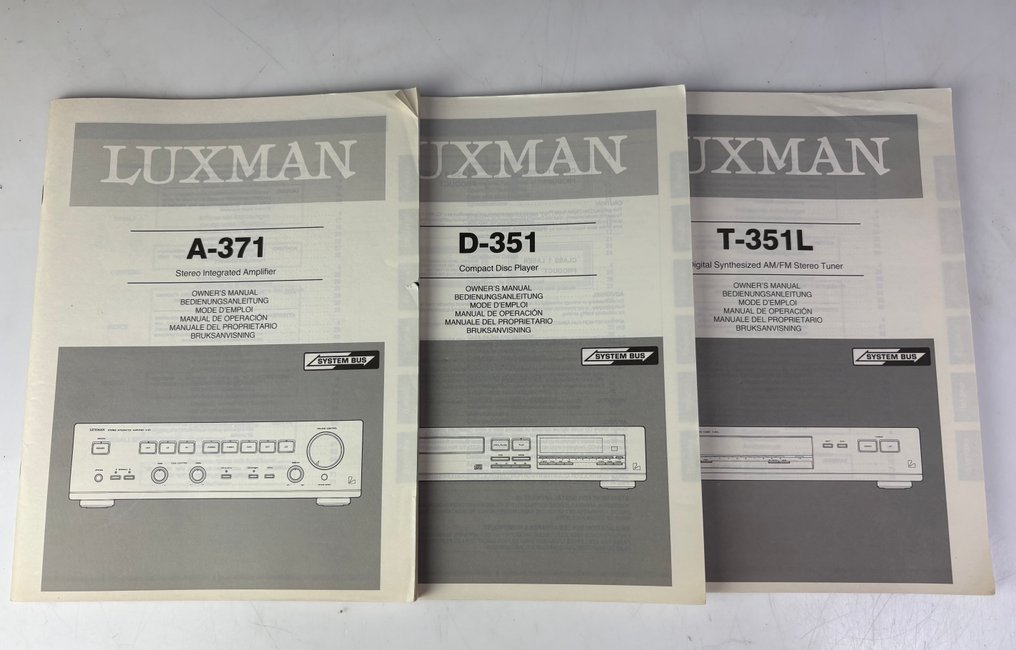 LUXMAN
A-371
Stereo Integrated Amplifier
OWNER'S MANUAL
BEDIENUNGSANLEITUNG
MODE D'EMPLOI
MANUAL DE OPERACIÓN
MANUALE DEL PROPRIETARIO
BRUKSANVISNING
SYSTEM BUS
UXMAN
D-351
Compact Disc Player
OWNER'S MANUAL
BEDIENUNGSANLEITUNG
MODE D'EMPLOI
MANUAL DE OPERACIÓN
MANUALE DEL PROPRIETARIO
BRUKSANVISNING
SYSTEM BUS
UXMAN
T-351L
igital Synthesized AM/FM Stereo Tuner
OWNER'S MANUAL
BEDIENUNGSANLEITUNG
MODE D'EMPLOI
MANUAL DE OPERACIÓN
MANUALE DEL PROPRIETARIO
BRUKSANVISNING
SYSTEM BUS